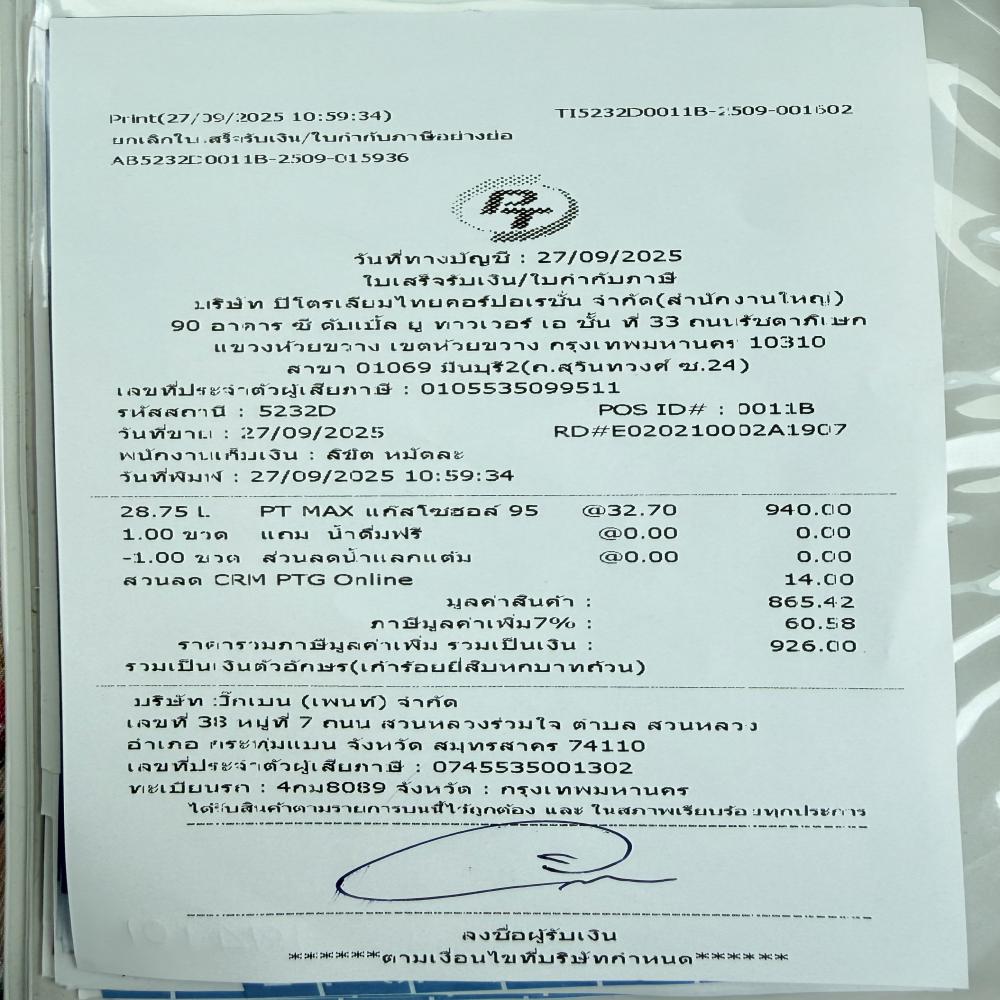 Print(27/09/2025 10:59:34) TI5232D0011B-2509-001602
ยกเลิกใบเสร็จรับเงิน/ใบกำกับภาษีอย่างย่อ
AB5232D0011B-2509-015936
PT
วันที่ทางบัญชี : 27/09/2025
ใบเสร็จรับเงิน/ใบกำกับภาษี
บริษัท ปิโตรเลียมไทยคอร์ปอเรชั่น จำกัด(สำนักงานใหญ่)
90 อาคาร ซี ดับเบิ้ล ยู ทาวเวอร์ เอ ชั้น ที่ 33 ถนนรัชดาภิเษก
แขวงห้วยขวาง เขตห้วยขวาง กรุงเทพมหานคร 10310
สาขา 01069 มีนบุรี2(ถ.สุวินทวงศ์ ซ.24)
เลขที่ประจำตัวผู้เสียภาษี : 0105535099511
รหัสสถานี : 5232D POS ID# : 0011B
วันที่ขาย : 27/09/2025 RD#E020210002A1907
พนักงานเก็บเงิน : ลิขิต หมัดละ
วันที่พิมพ์ : 27/09/2025 10:59:34
28.75 L PT MAX แก๊สโซฮอล์ 95 @32.70 940.00
1.00 ขวด แถม น้ำดื่มฟรี @0.00 0.00
-1.00 ขวด ส่วนลดน้ำแลกแต้ม @0.00 0.00
ส่วนลด CRM PTG Online 14.00
มูลค่าสินค้า : 865.42
ภาษีมูลค่าเพิ่ม7% : 60.58
ราคารวมภาษีมูลค่าเพิ่ม รวมเป็นเงิน : 926.00
รวมเป็นเงินตัวอักษร(เก้าร้อยยี่สิบหกบาทถ้วน)
บริษัท บิ๊กเบน (เพนท์) จำกัด
เลขที่ 38 หมู่ที่ 7 ถนน สวนหลวงร่วมใจ ตำบล สวนหลวง
อำเภอ กระทุ่มแบน จังหวัด สมุทรสาคร 74110
เลขที่ประจำตัวผู้เสียภาษี : 0745535001302
ทะเบียนรถ : 4กม8089 จังหวัด : กรุงเทพมหานคร
ได้รับสินค้าตามรายการบนนี้ไว้ถูกต้อง และ ในสภาพเรียบร้อยทุกประการ
ลงชื่อผู้รับเงิน
*******ตามเงื่อนไขที่บริษัทกำหนด******